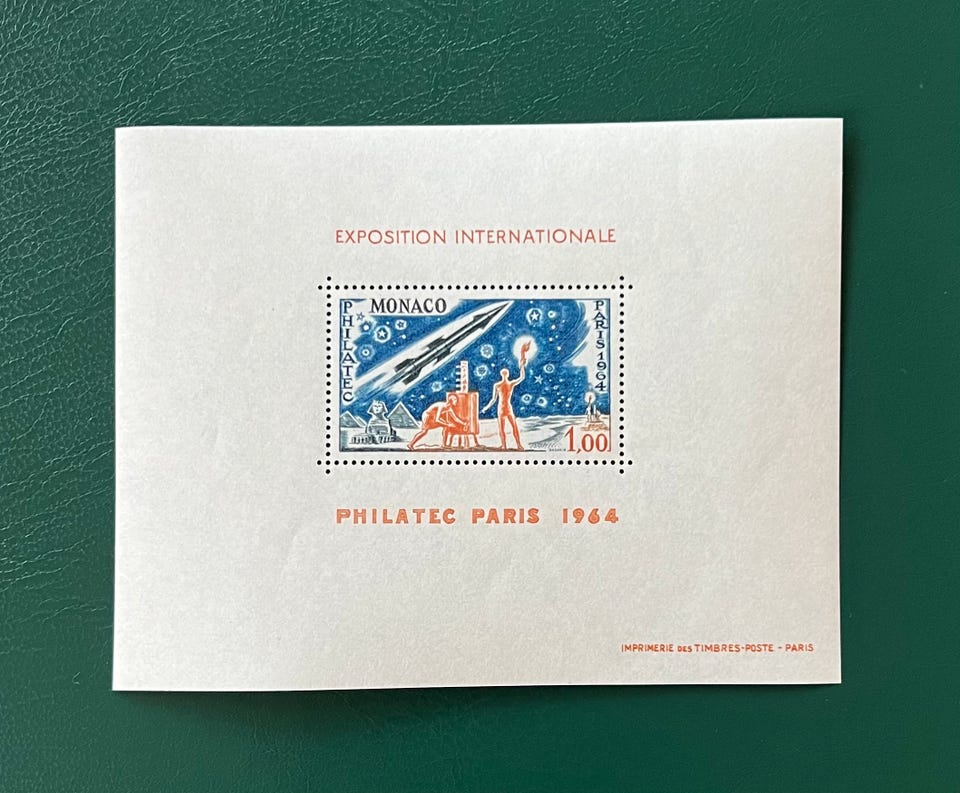 EXPOSITION INTERNATIONALE
MONACO
PHILATEC
PARIS 1964
1,00
PHILATEC PARIS 1964
IMPRIMERIE DES TIMBRES-POSTE - PARIS